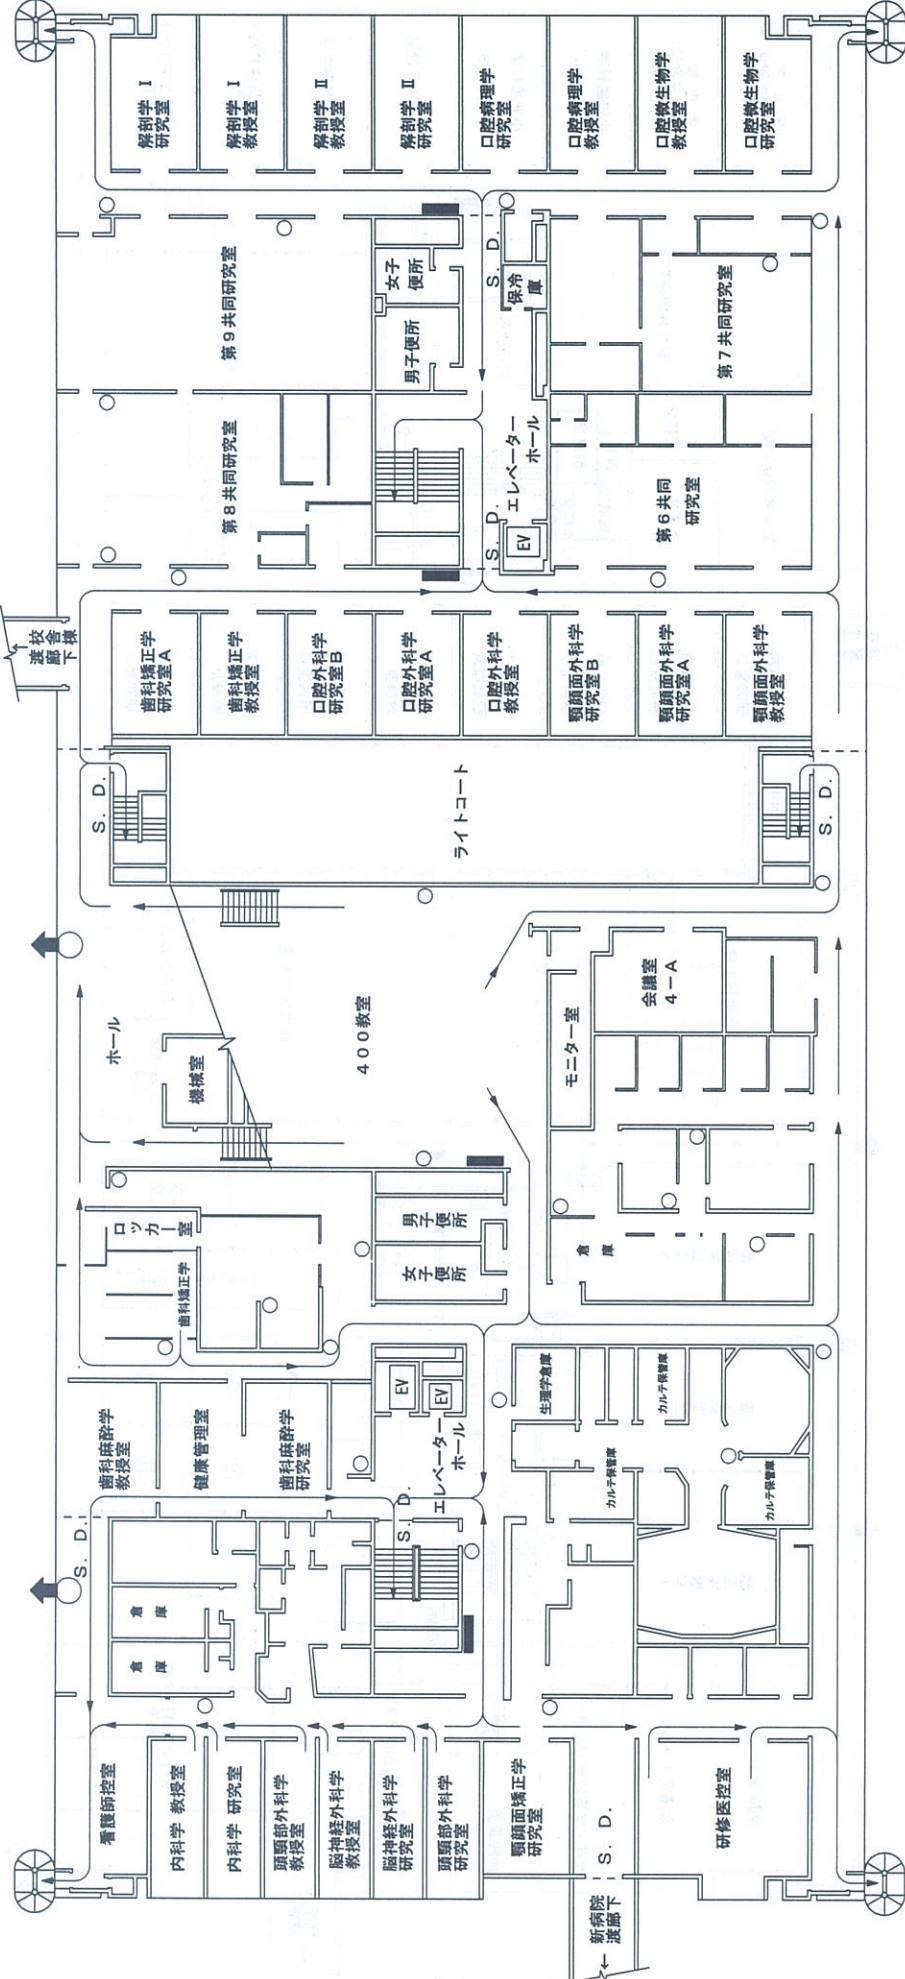 解剖学 I
研究室
解剖学 I
教授室
解剖学 II
教授室
解剖学 II
研究室
口腔病理学
研究室
口腔病理学
教授室
口腔微生物学
教授室
口腔微生物学
研究室
第9共同研究室
女子
便所
男子便所
S. D.
保冷
庫
第7共同研究室
第8共同研究室
エレベーター
ホール
S. D.
EV
第6共同
研究室
校舎棟
渡廊下
歯科矯正学
研究室A
歯科矯正学
教授室
口腔外科学
研究室B
口腔外科学
研究室A
口腔外科学
教授室
顎顔面外科学
研究室B
顎顔面外科学
研究室A
顎顔面外科学
教授室
S. D.
ライトコート
S. D.
ホール
機械室
400教室
モニター室
会議室
4-A
ロッカー室
歯科矯正学
男子
便所
女子
便所
倉庫
歯科麻酔学
教授室
健康管理室
歯科麻酔学
研究室
EV
EV
エレベーター
ホール
生理学倉庫
カルテ保管庫
カルテ保管庫
カルテ保管庫
S. D.
S. D.
倉庫
倉庫
看護師控室
内科学 教授室
内科学 研究室
頭頸部外科学
教授室
脳神経外科学
教授室
脳神経外科学
研究室
頭頸部外科学
研究室
顎顔面矯正学
研究室
S. D.
研修医控室
新病院
渡廊下